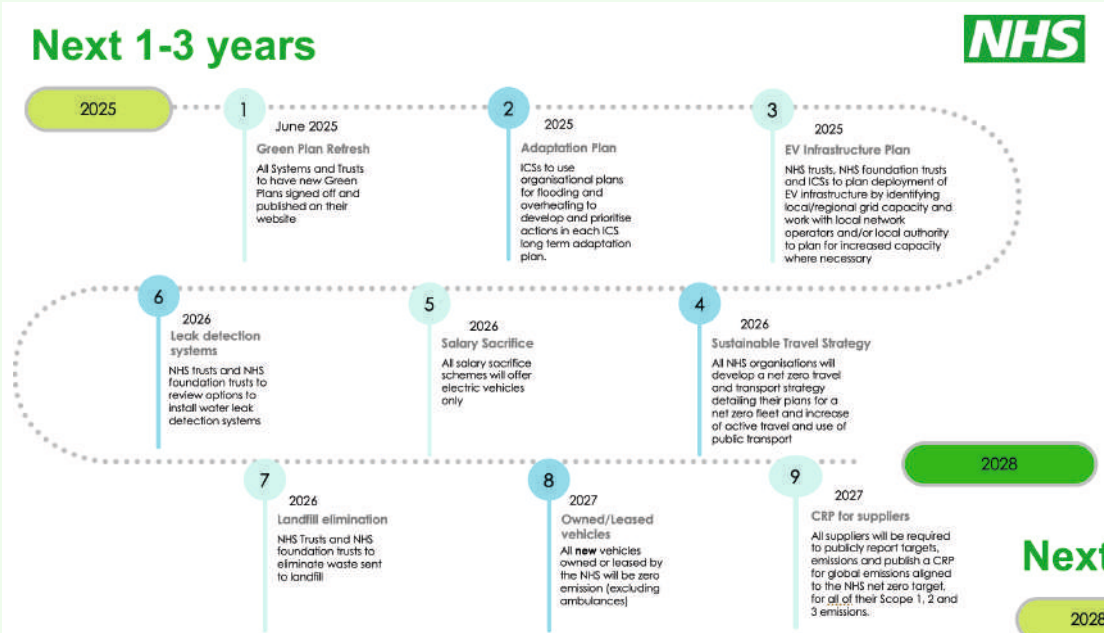 Next 1-3 years
NHS
2025
1
June 2025
Green Plan Refresh
All Systems and Trusts
to have new Green
Plans signed off and
published on their
website
2
2025
Adaptation Plan
ICSs to use
organisational plans
for flooding and
overheating to
develop and prioritise
actions in each ICS
long term adaptation
plan.
3
2025
EV Infrastructure Plan
NHS trusts, NHS foundation trusts
and ICSs to plan deployment of
EV infrastructure by identifying
local/regional grid capacity and
work with local network
operators and/or local authority
to plan for increased capacity
where necessary
4
2026
Sustainable Travel Strategy
All NHS organisations will
develop a net zero travel
and transport strategy
detailing their plans for a
net zero fleet and increase
of active travel and use of
public transport
5
2026
Salary Sacrifice
All salary sacrifice
schemes will offer
electric vehicles
only
6
2026
Leak detection
systems
NHS trusts and NHS
foundation trusts to
review options to
install water leak
detection systems
7
2026
Landfill elimination
NHS Trusts and NHS
foundation trusts to
eliminate waste sent
to landfill
8
2027
Owned/Leased
vehicles
All new vehicles
owned or leased by
the NHS will be zero
emission (excluding
ambulances)
9
2027
CRP for suppliers
All suppliers will be required
to publicly report targets,
emissions and publish a CRP
for global emissions aligned
to the NHS net zero target,
for all of their Scope 1, 2 and
3 emissions.
2028
Next
2028